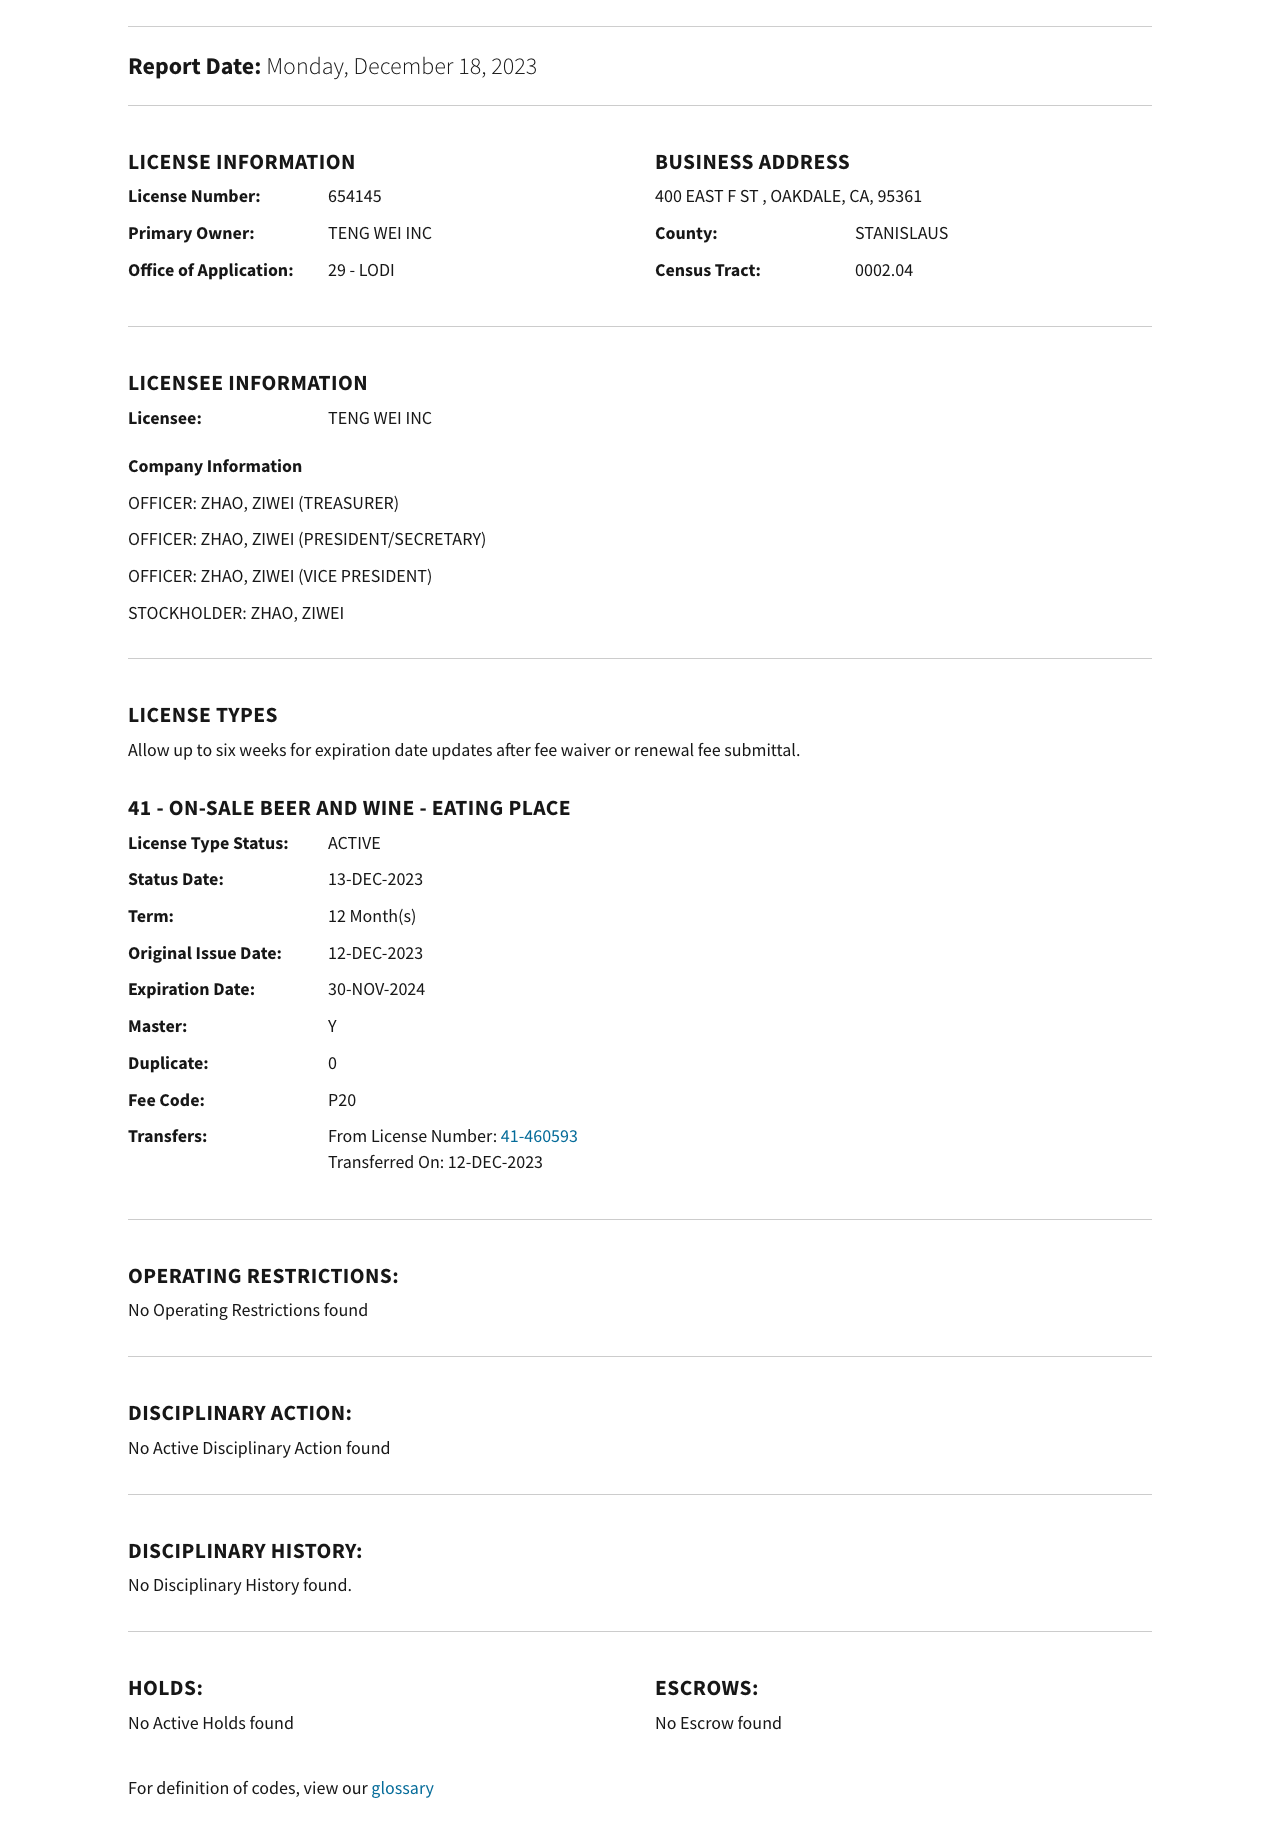 Report Date: Monday, December 18, 2023
LICENSE INFORMATION
License Number: 654145
Primary Owner: TENG WEI INC
Office of Application: 29 - LODI
BUSINESS ADDRESS
400 EAST F ST , OAKDALE, CA, 95361
County: STANISLAUS
Census Tract: 0002.04
LICENSEE INFORMATION
Licensee: TENG WEI INC
Company Information
OFFICER: ZHAO, ZIWEI (TREASURER)
OFFICER: ZHAO, ZIWEI (PRESIDENT/SECRETARY)
OFFICER: ZHAO, ZIWEI (VICE PRESIDENT)
STOCKHOLDER: ZHAO, ZIWEI
LICENSE TYPES
Allow up to six weeks for expiration date updates after fee waiver or renewal fee submittal.
41 - ON-SALE BEER AND WINE - EATING PLACE
License Type Status: ACTIVE
Status Date: 13-DEC-2023
Term: 12 Month(s)
Original Issue Date: 12-DEC-2023
Expiration Date: 30-NOV-2024
Master: Y
Duplicate: 0
Fee Code: P20
Transfers: From License Number: 41-460593
Transferred On: 12-DEC-2023
OPERATING RESTRICTIONS:
No Operating Restrictions found
DISCIPLINARY ACTION:
No Active Disciplinary Action found
DISCIPLINARY HISTORY:
No Disciplinary History found.
HOLDS:
No Active Holds found
ESCROWS:
No Escrow found
For definition of codes, view our glossary